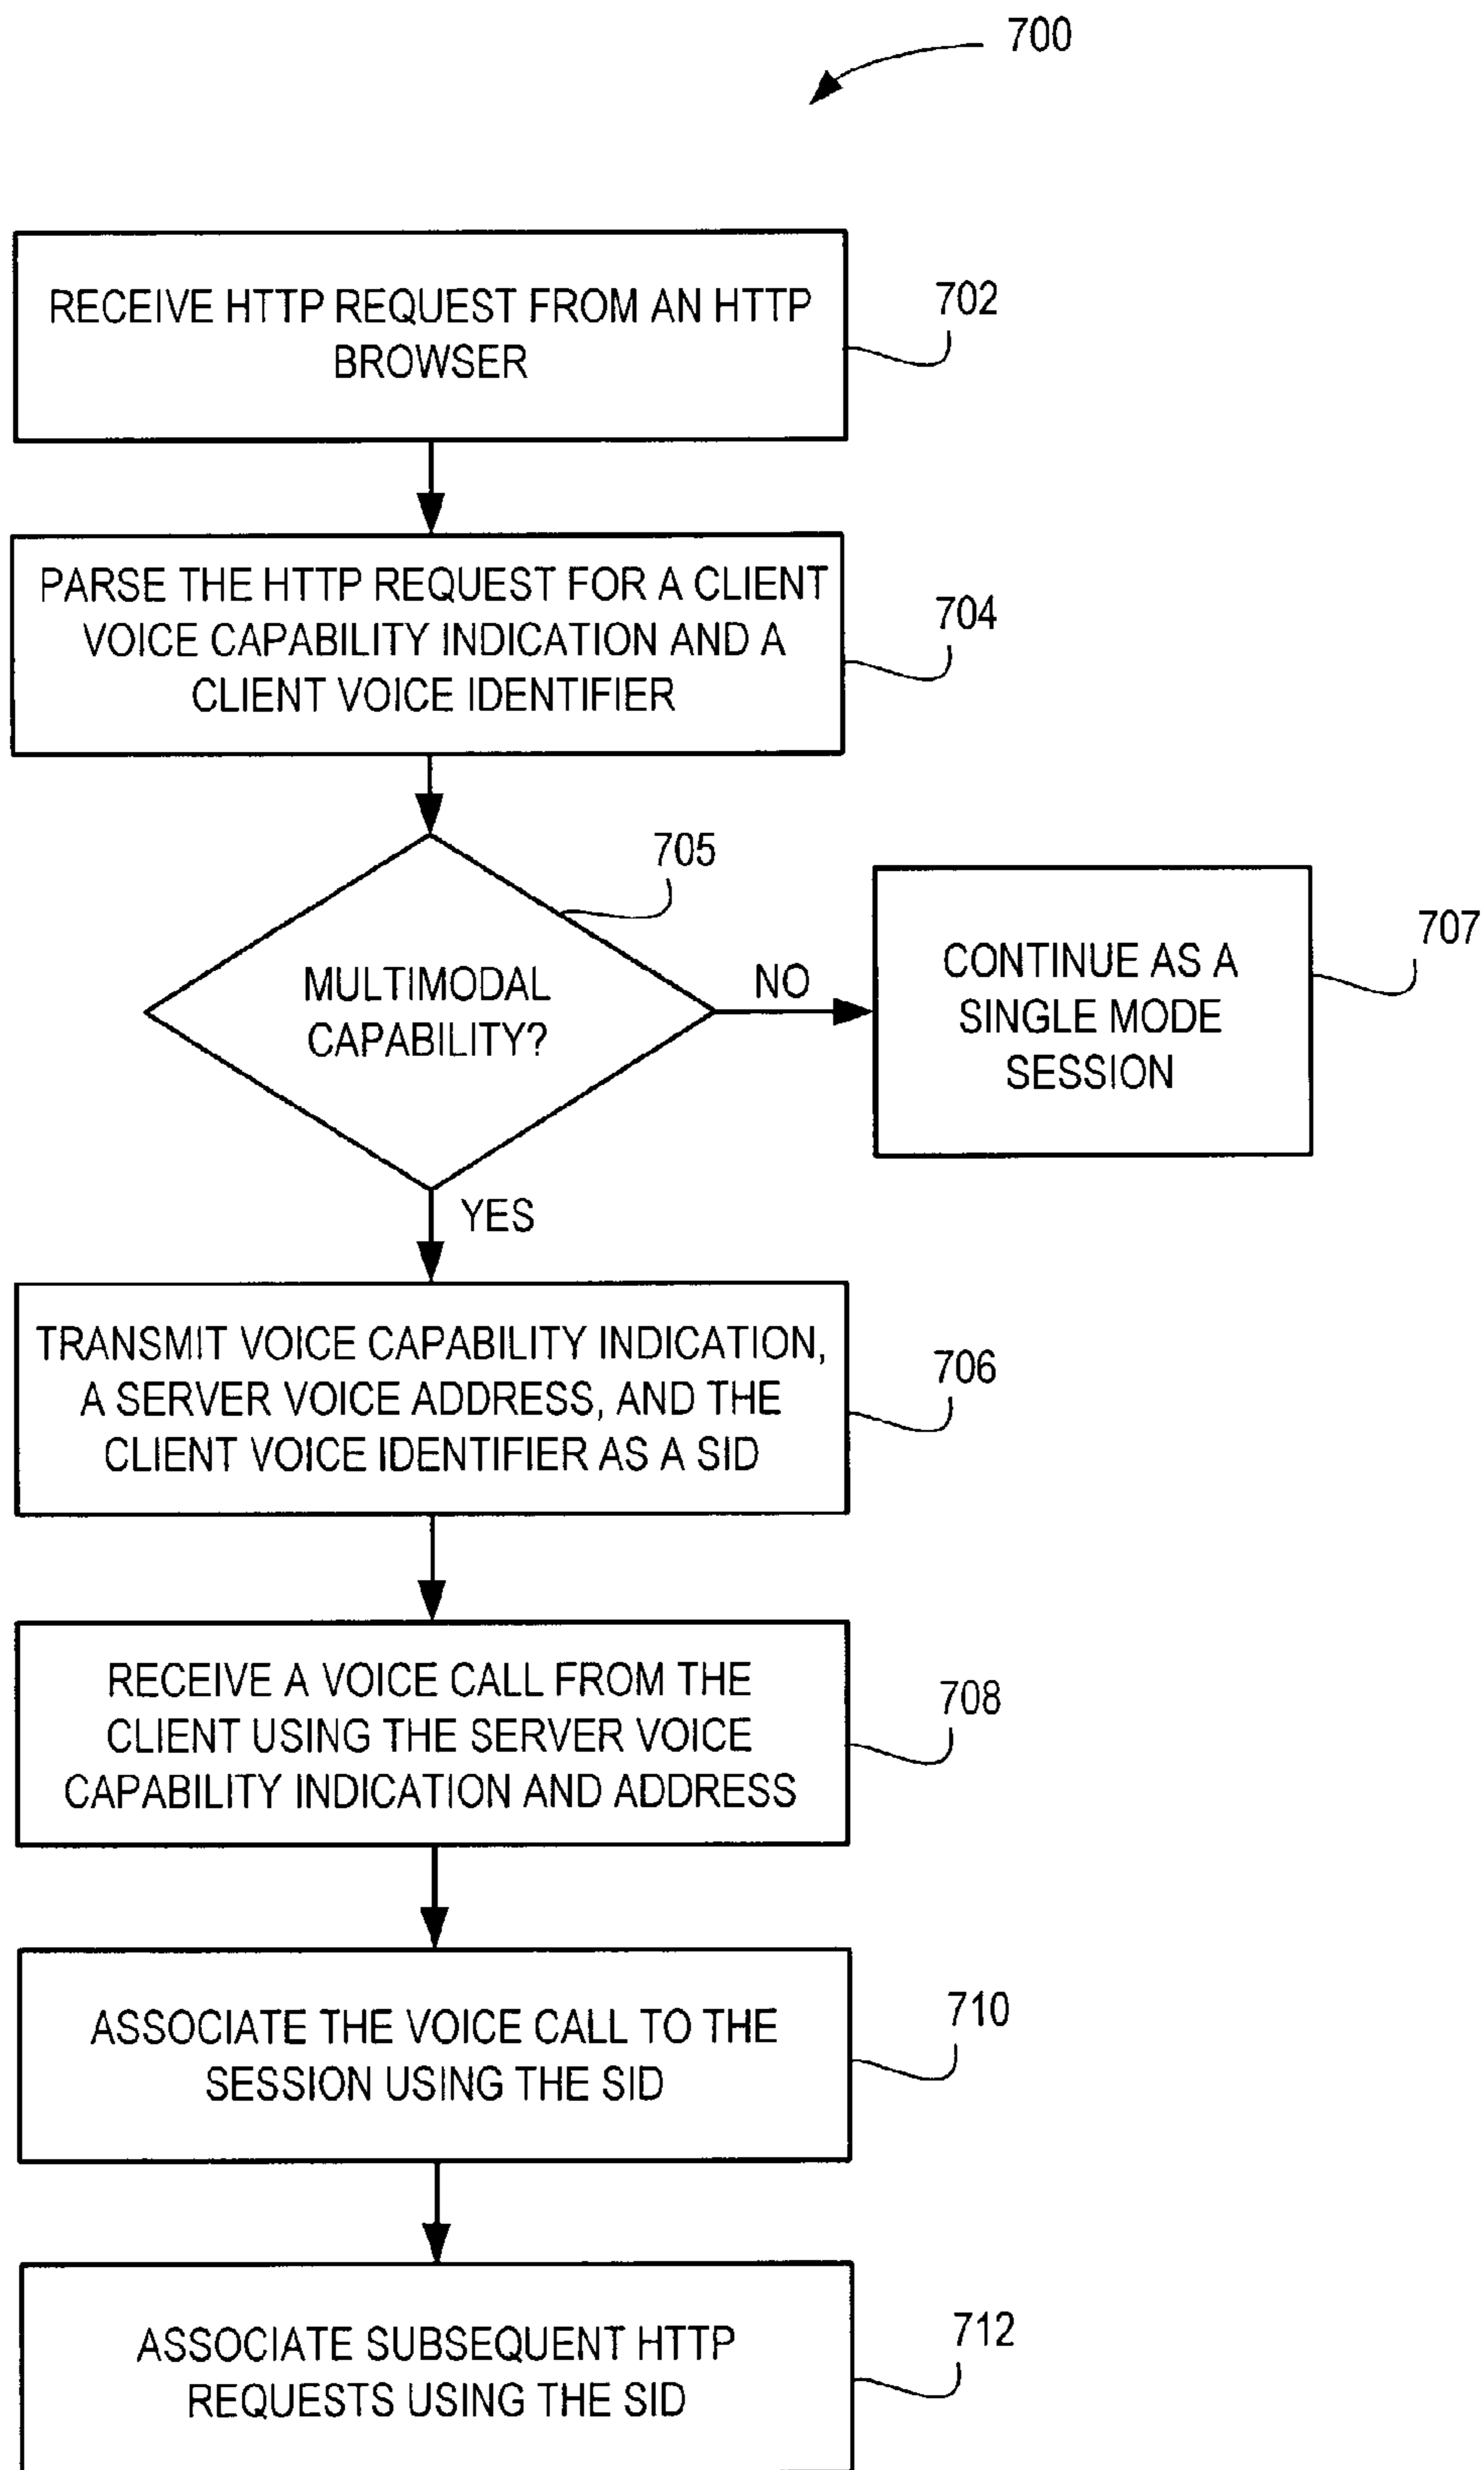 700
RECEIVE HTTP REQUEST FROM AN HTTP
BROWSER
702
PARSE THE HTTP REQUEST FOR A CLIENT
VOICE CAPABILITY INDICATION AND A
CLIENT VOICE IDENTIFIER
704
705
MULTIMODAL
CAPABILITY?
NO
CONTINUE AS A
SINGLE MODE
SESSION
707
YES
TRANSMIT VOICE CAPABILITY INDICATION,
A SERVER VOICE ADDRESS, AND THE
CLIENT VOICE IDENTIFIER AS A SID
706
RECEIVE A VOICE CALL FROM THE
CLIENT USING THE SERVER VOICE
CAPABILITY INDICATION AND ADDRESS
708
ASSOCIATE THE VOICE CALL TO THE
SESSION USING THE SID
710
ASSOCIATE SUBSEQUENT HTTP
REQUESTS USING THE SID
712